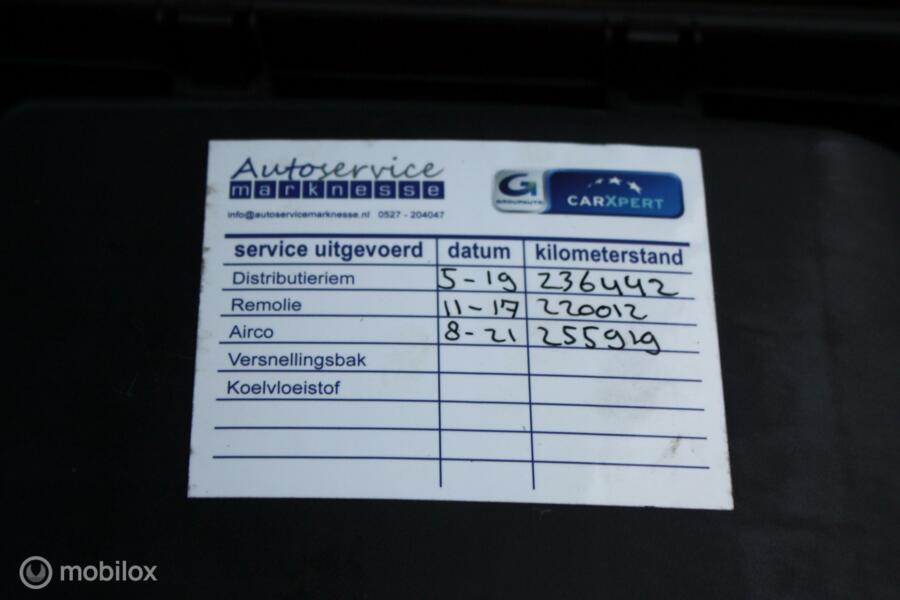 Autoservice
marknesse
info@autoservicemarknesse.nl 0527 - 204047
G
GROUPAUTO
CARXPERT
service uitgevoerd datum kilometerstand
Distributieriem 5-19 236442
Remolie 11-17 220012
Airco 8-21 255919
Versnellingsbak
Koelvloeistof
mobilox